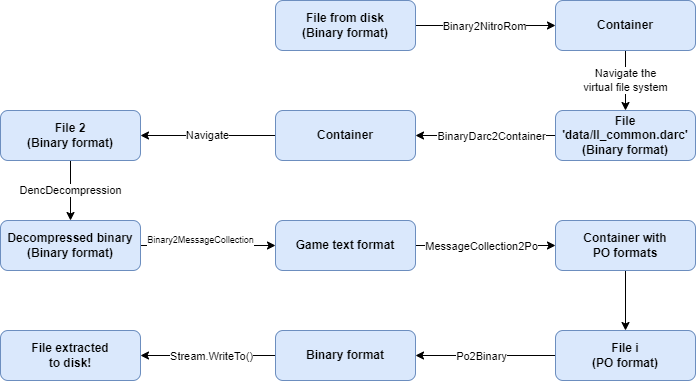 File from disk
(Binary format)
Binary2NitroRom
Container
Navigate the
virtual file system
File
'data/ll_common.darc'
(Binary format)
BinaryDarc2Container
Container
Navigate
File 2
(Binary format)
DencDecompression
Decompressed binary
(Binary format)
Binary2MessageCollection
Game text format
MessageCollection2Po
Container with
PO formats
File i
(PO format)
Po2Binary
Binary format
Stream.WriteTo()
File extracted
to disk!